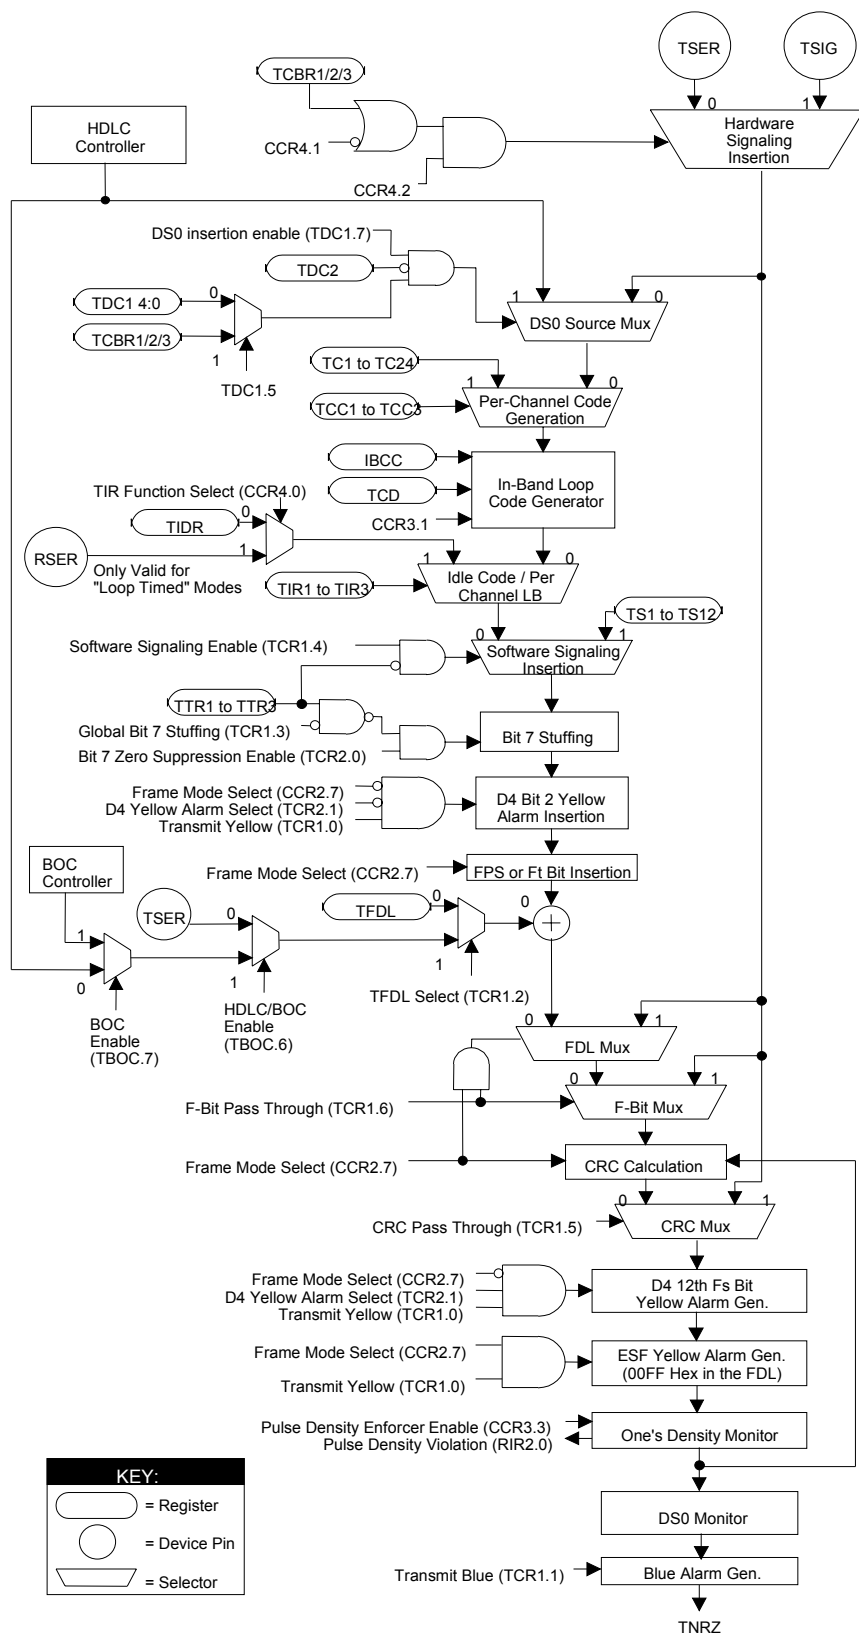 TSER
TSIG
TCBR1/2/3
0
1
HDLC
Controller
Hardware
Signaling
Insertion
CCR4.1
CCR4.2
DS0 insertion enable (TDC1.7)
TDC2
0
TDC1 4:0
TCBR1/2/3
1
TDC1.5
1
0
DS0 Source Mux
TC1 to TC24
1
0
TCC1 to TCC3
Per-Channel Code
Generation
IBCC
TCD
CCR3.1
In-Band Loop
Code Generator
TIR Function Select (CCR4.0)
0
TIDR
RSER
1
Only Valid for
"Loop Timed" Modes
1
0
Idle Code / Per
Channel LB
TIR1 to TIR3
TS1 to TS12
0
1
Software Signaling Enable (TCR1.4)
Software Signaling
Insertion
TTR1 to TTR3
Global Bit 7 Stuffing (TCR1.3)
Bit 7 Zero Suppression Enable (TCR2.0)
Bit 7 Stuffing
Frame Mode Select (CCR2.7)
D4 Yellow Alarm Select (TCR2.1)
Transmit Yellow (TCR1.0)
D4 Bit 2 Yellow
Alarm Insertion
BOC
Controller
Frame Mode Select (CCR2.7)
FPS or Ft Bit Insertion
TSER
0
TFDL
0
0
1
0
1
1
BOC
Enable
(TBOC.7)
HDLC/BOC
Enable
(TBOC.6)
TFDL Select (TCR1.2)
0
1
FDL Mux
0
1
F-Bit Pass Through (TCR1.6)
F-Bit Mux
Frame Mode Select (CCR2.7)
CRC Calculation
0
1
CRC Pass Through (TCR1.5)
CRC Mux
Frame Mode Select (CCR2.7)
D4 Yellow Alarm Select (TCR2.1)
Transmit Yellow (TCR1.0)
D4 12th Fs Bit
Yellow Alarm Gen.
Frame Mode Select (CCR2.7)
Transmit Yellow (TCR1.0)
ESF Yellow Alarm Gen.
(00FF Hex in the FDL)
Pulse Density Enforcer Enable (CCR3.3)
Pulse Density Violation (RIR2.0)
One's Density Monitor
KEY:
= Register
= Device Pin
= Selector
DS0 Monitor
Transmit Blue (TCR1.1)
Blue Alarm Gen.
TNRZ